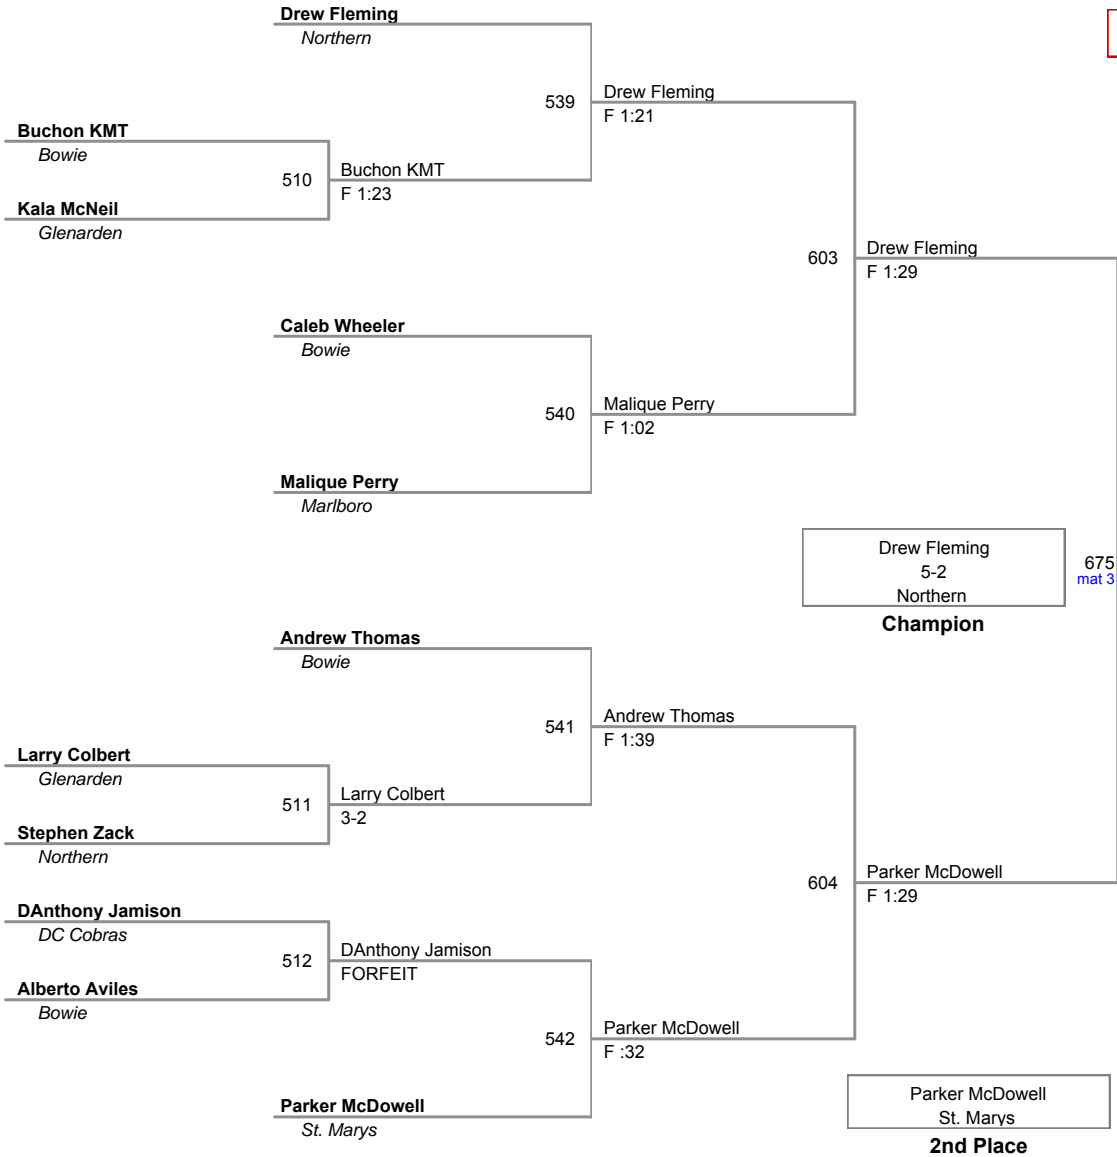 Drew Fleming
Northern
539
Drew Fleming
F 1:21
Buchon KMT
Bowie
510
Buchon KMT
F 1:23
Kala McNeil
Glenarden
603
Drew Fleming
F 1:29
Caleb Wheeler
Bowie
540
Malique Perry
F 1:02
Malique Perry
Marlboro
Drew Fleming
5-2
Northern
Champion
675
mat 3
Andrew Thomas
Bowie
541
Andrew Thomas
F 1:39
Larry Colbert
Glenarden
511
Larry Colbert
3-2
Stephen Zack
Northern
604
Parker McDowell
F 1:29
DAnthony Jamison
DC Cobras
512
DAnthony Jamison
FORFEIT
Alberto Aviles
Bowie
542
Parker McDowell
F :32
Parker McDowell
St. Marys
Parker McDowell
St. Marys
2nd Place